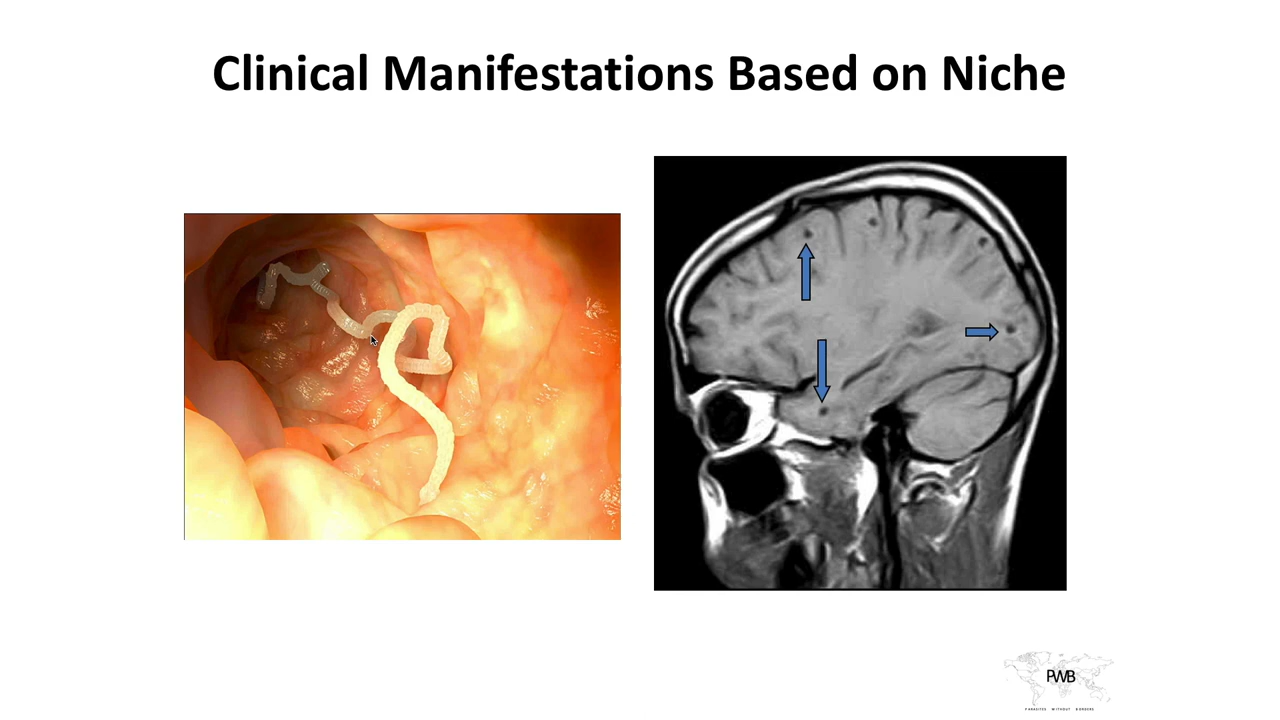 Clinical Manifestations Based on Niche
PWB
PARASITES WITHOUT BORDERS